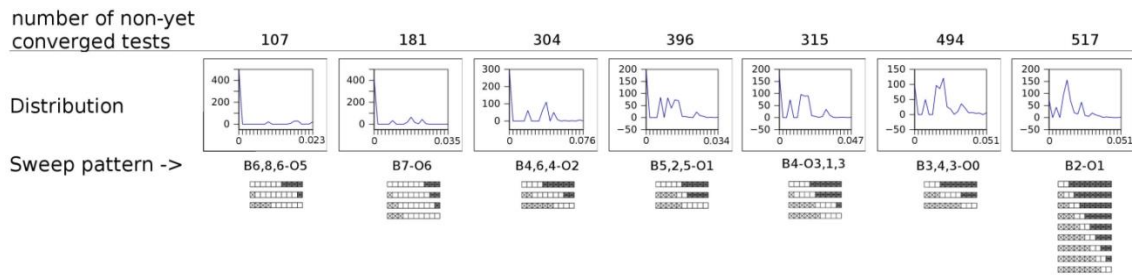 number of non-yet
converged tests 107 181 304 396 315 494 517
Distribution
400 200 0 0 0.023
400 200 0 0 0.035
300 200 100 0 0 0.076
200 150 100 50 0 −50 0 0.034
200 150 100 50 0 −50 0 0.047
150 100 50 0 −50 0 0.051
200 150 100 50 0 −50 0 0.051
Sweep pattern -> B6,8,6-O5 B7-O6 B4,6,4-O2 B5,2,5-O1 B4-O3,1,3 B3,4,3-O0 B2-O1